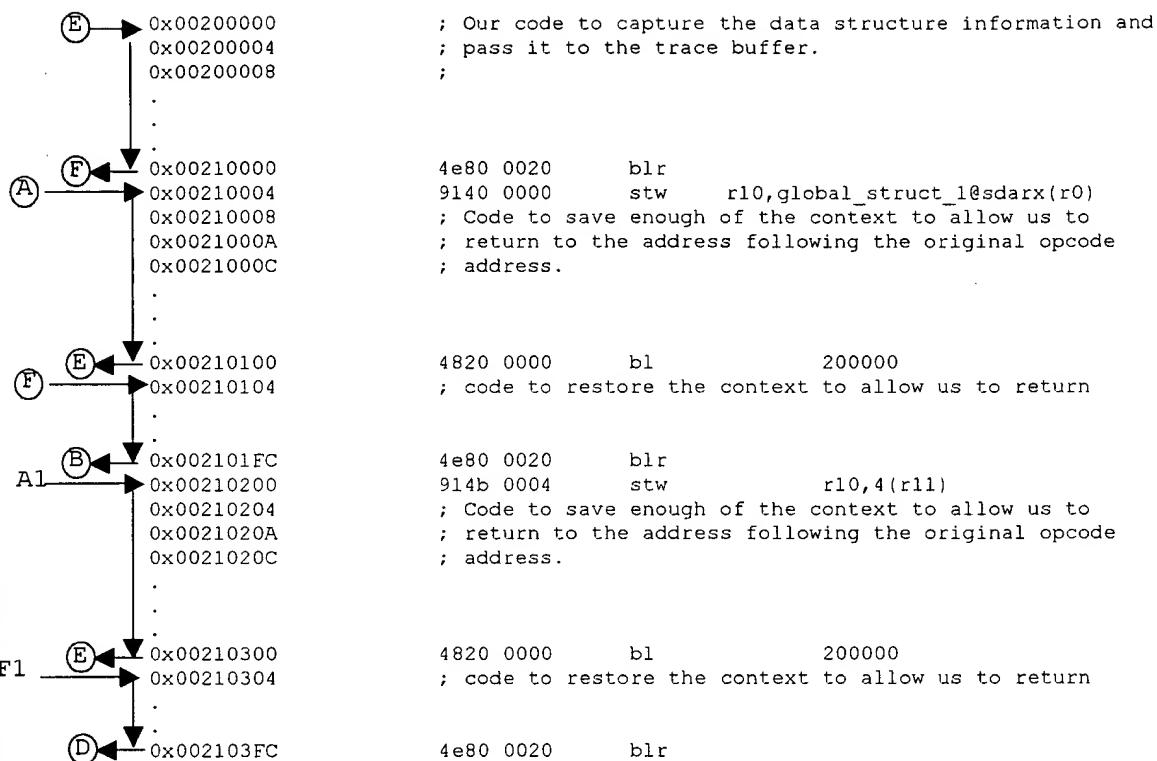 E 0x00200000 ; Our code to capture the data structure information and
0x00200004 ; pass it to the trace buffer.
0x00200008 ;
.
.
.
F 0x00210000 4e80 0020 blr
A 0x00210004 9140 0000 stw r10,global_struct_1@sdarx(r0)
0x00210008 ; Code to save enough of the context to allow us to
0x0021000A ; return to the address following the original opcode
0x0021000C ; address.
.
.
.
E 0x00210100 4820 0000 bl 200000
F 0x00210104 ; code to restore the context to allow us to return
.
.
B 0x002101FC 4e80 0020 blr
A1 0x00210200 914b 0004 stw r10,4(r11)
0x00210204 ; Code to save enough of the context to allow us to
0x0021020A ; return to the address following the original opcode
0x0021020C ; address.
.
.
.
E 0x00210300 4820 0000 bl 200000
F1 0x00210304 ; code to restore the context to allow us to return
.
.
D 0x002103FC 4e80 0020 blr